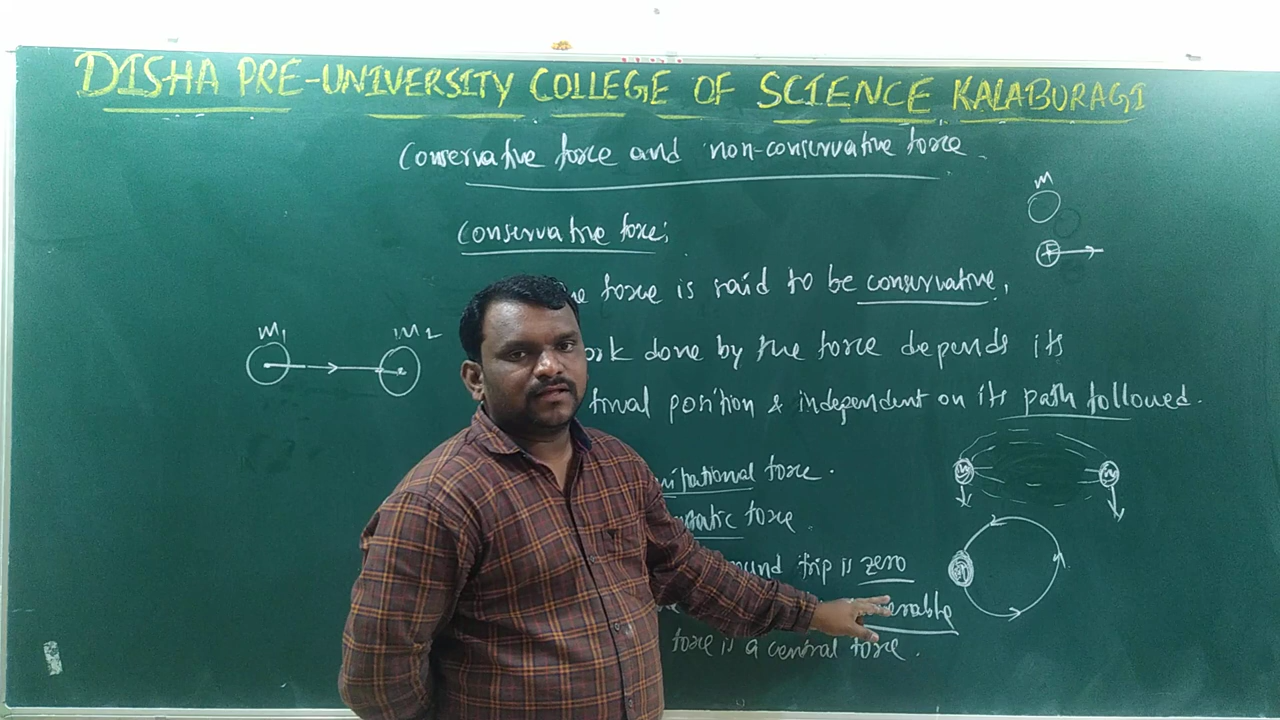 DISHA PRE-UNIVERSITY COLLEGE OF SCIENCE KALABURAGI
Conservative force and non-conservative force.
M
+
Conservative force;
force is said to be conservative,
M1
M2
done by the force depends its
final position & independent on its path followed.
force.
force.
trip is zero
force is a central force.